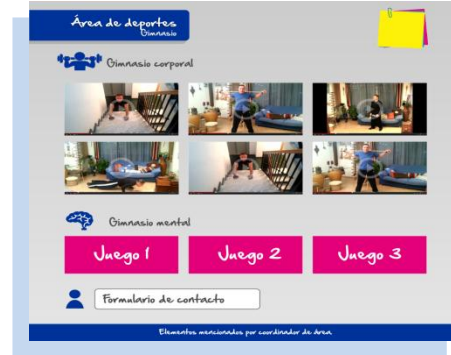 Área de deportes
Gimnasio
Gimnasio corporal
Gimnasio mental
Juego 1
Juego 2
Juego 3
Formulario de contacto
Elementos mencionados por coordinador de área